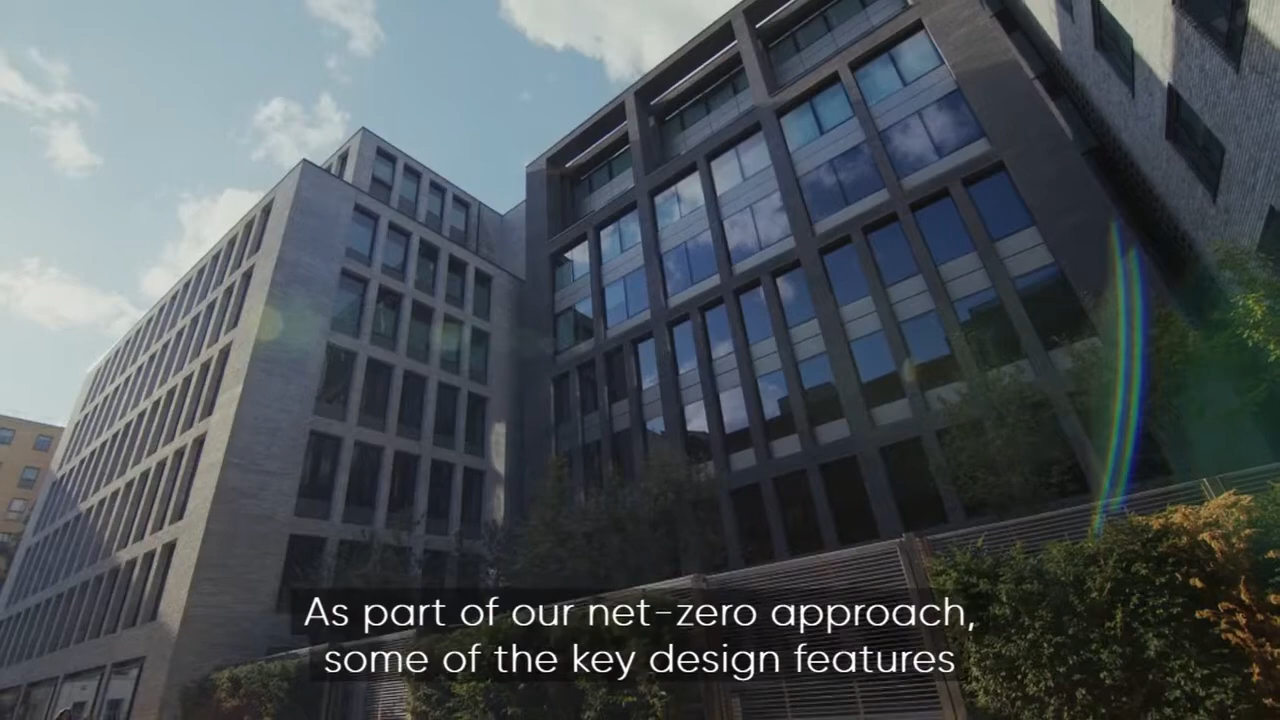 As part of our net-zero approach,
some of the key design features